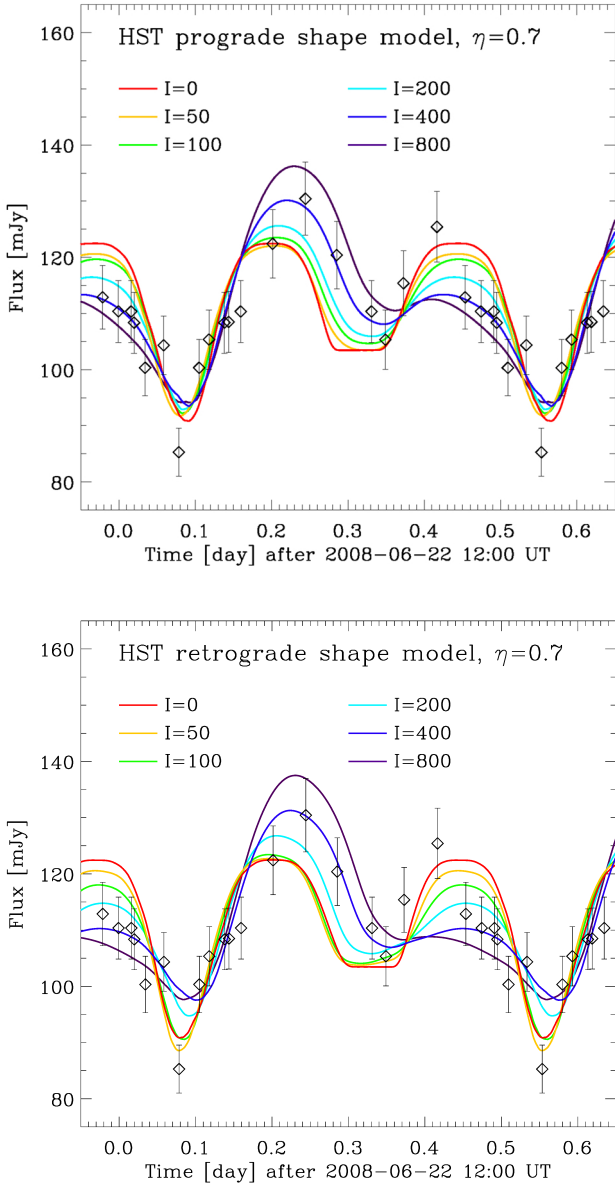 HST prograde shape model, η=0.7
I=0
I=50
I=100
I=200
I=400
I=800
Flux [mJy]
160
140
120
100
80
0.0 0.1 0.2 0.3 0.4 0.5 0.6
Time [day] after 2008-06-22 12:00 UT
HST retrograde shape model, η=0.7
I=0
I=50
I=100
I=200
I=400
I=800
Flux [mJy]
160
140
120
100
80
0.0 0.1 0.2 0.3 0.4 0.5 0.6
Time [day] after 2008-06-22 12:00 UT